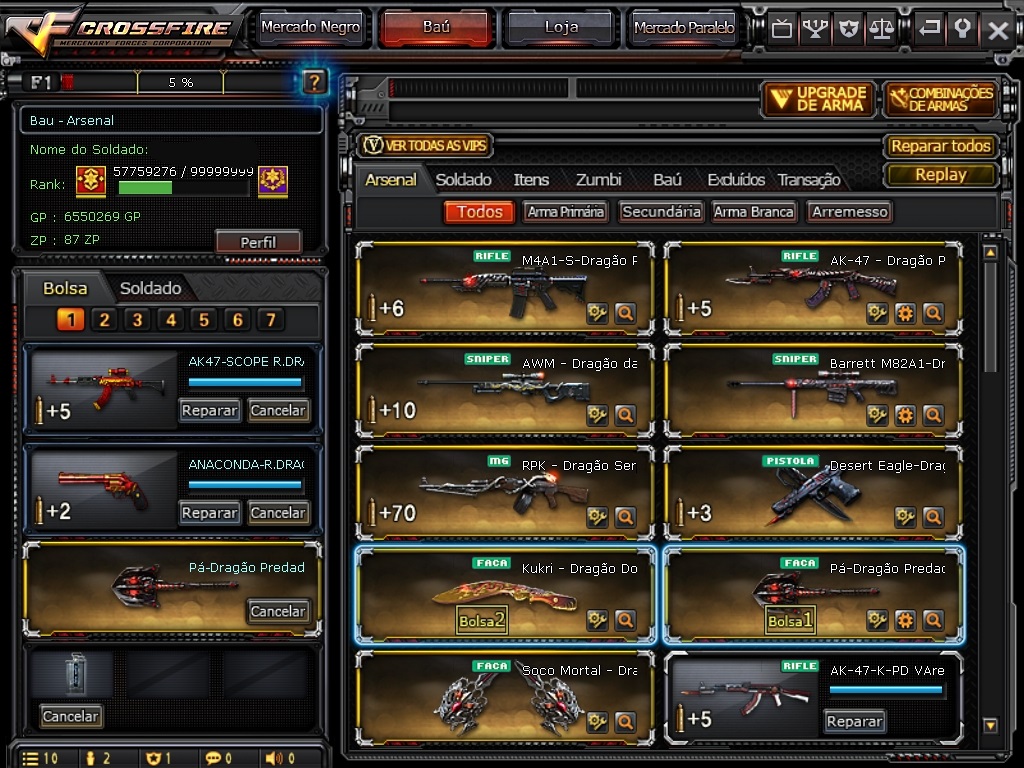 CROSSFIRE
MERCENARY FORCES CORPORATION
Mercado Negro
Baú
Loja
Mercado Paralelo
F1
5 %
?
UPGRADE
DE ARMA
COMBINAÇÕES
DE ARMAS
Bau - Arsenal
Nome do Soldado:
Rank:
57759276 / 99999999
GP : 6550269 GP
ZP : 87 ZP
Perfil
VER TODAS AS VIPS
Reparar todos
Replay
Arsenal
Soldado
Itens
Zumbi
Baú
Excluídos
Transação
Todos
Arma Primária
Secundária
Arma Branca
Arremesso
Bolsa
Soldado
1 2 3 4 5 6 7
AK47-SCOPE R.DRA
+5
Reparar
Cancelar
ANACONDA-R.DRAG
+2
Reparar
Cancelar
Pá-Dragão Predad
Cancelar
Cancelar
10
2
1
0
0
RIFLE
M4A1-S-Dragão P
+6
RIFLE
AK-47 - Dragão P
+5
SNIPER
AWM - Dragão da
+10
SNIPER
Barrett M82A1-Dr
MG
RPK - Dragão Ser
+70
PISTOLA
Desert Eagle-Drag
+3
FACA
Kukri - Dragão Do
Bolsa2
FACA
Pá-Dragão Predad
Bolsa1
FACA
Soco Mortal - Dra
RIFLE
AK-47-K-PD VAre
+5
Reparar